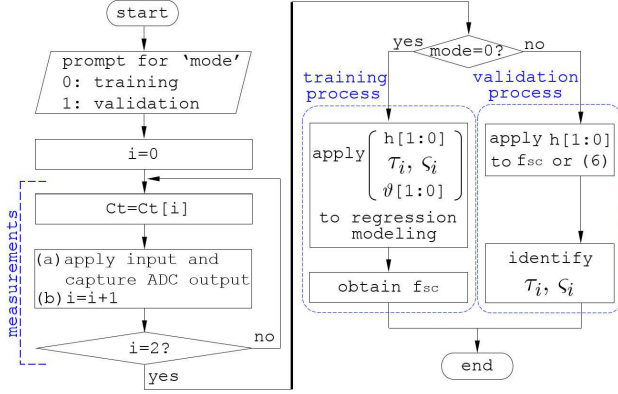 start
prompt for ‘mode’
0: training
1: validation
i=0
measurements
Ct=Ct[i]
(a) apply input and
capture ADC output
(b) i=i+1
i=2?
no
yes
mode=0?
yes
no
training
process
apply
h[1:0]
τi, ςi
ϑ[1:0]
to regression
modeling
obtain fsc
validation
process
apply h[1:0]
to fsc or (6)
identify
τi, ςi
end